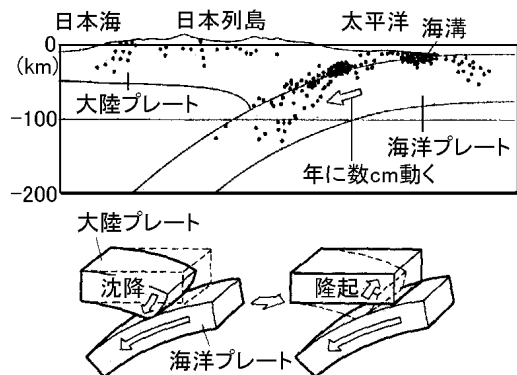 日本海 日本列島 太平洋 海溝
0
(km)
大陸プレート
-100
海洋プレート
年に数cm動く
-200
大陸プレート
沈降
隆起
海洋プレート